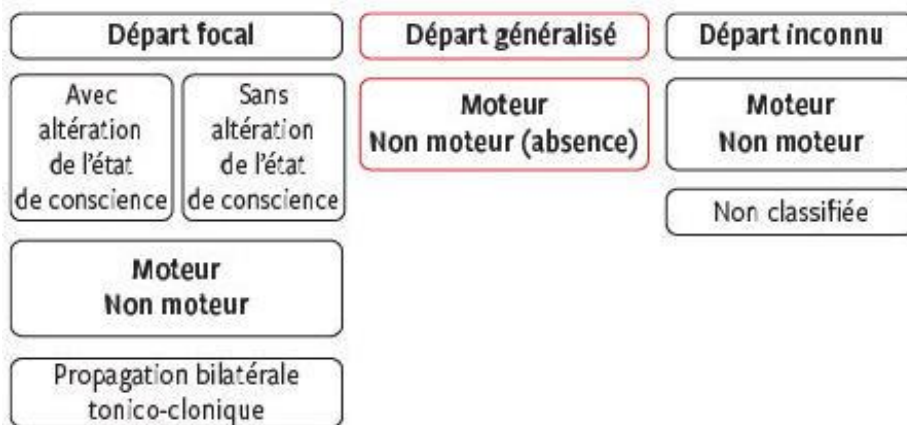 Départ focal
Avec
altération
de l'état
de conscience
Sans
altération
de l'état
de conscience
Moteur
Non moteur
Propagation bilatérale
tonico-clonique
Départ généralisé
Moteur
Non moteur (absence)
Départ inconnu
Moteur
Non moteur
Non classifiée